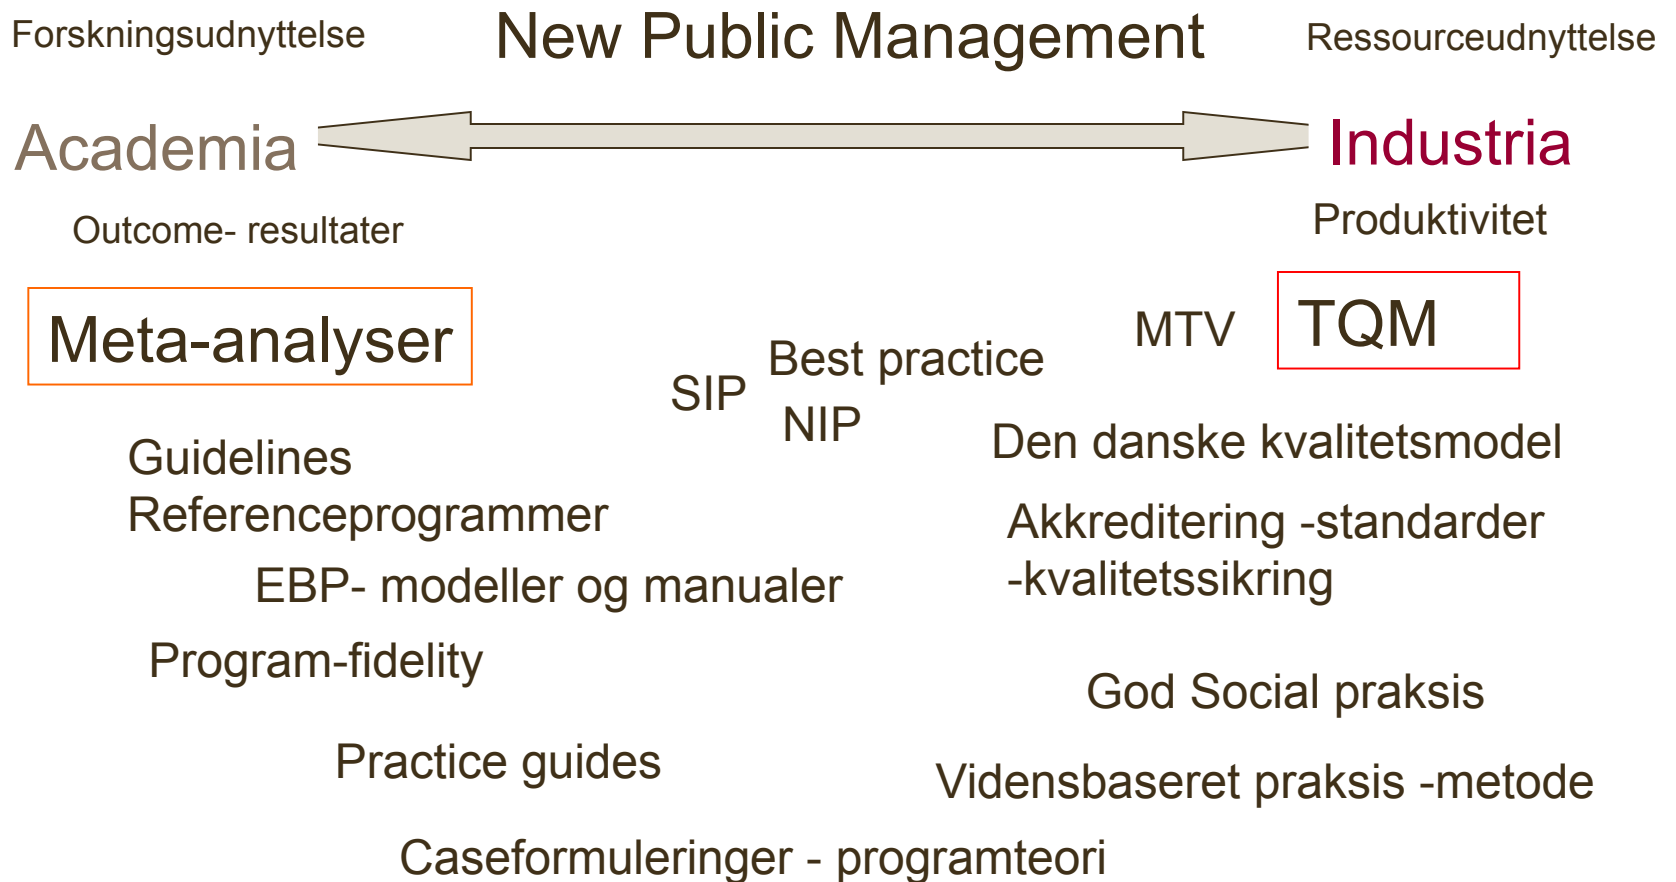 Forskningsudnyttelse
New Public Management
Ressourceudnyttelse
Academia
Industria
Outcome- resultater
Produktivitet
Meta-analyser
MTV
TQM
Best practice
SIP
NIP
Guidelines
Referenceprogrammer
Den danske kvalitetsmodel
Akkreditering -standarder
-kvalitetssikring
EBP- modeller og manualer
Program-fidelity
God Social praksis
Practice guides
Vidensbaseret praksis -metode
Caseformuleringer - programteori